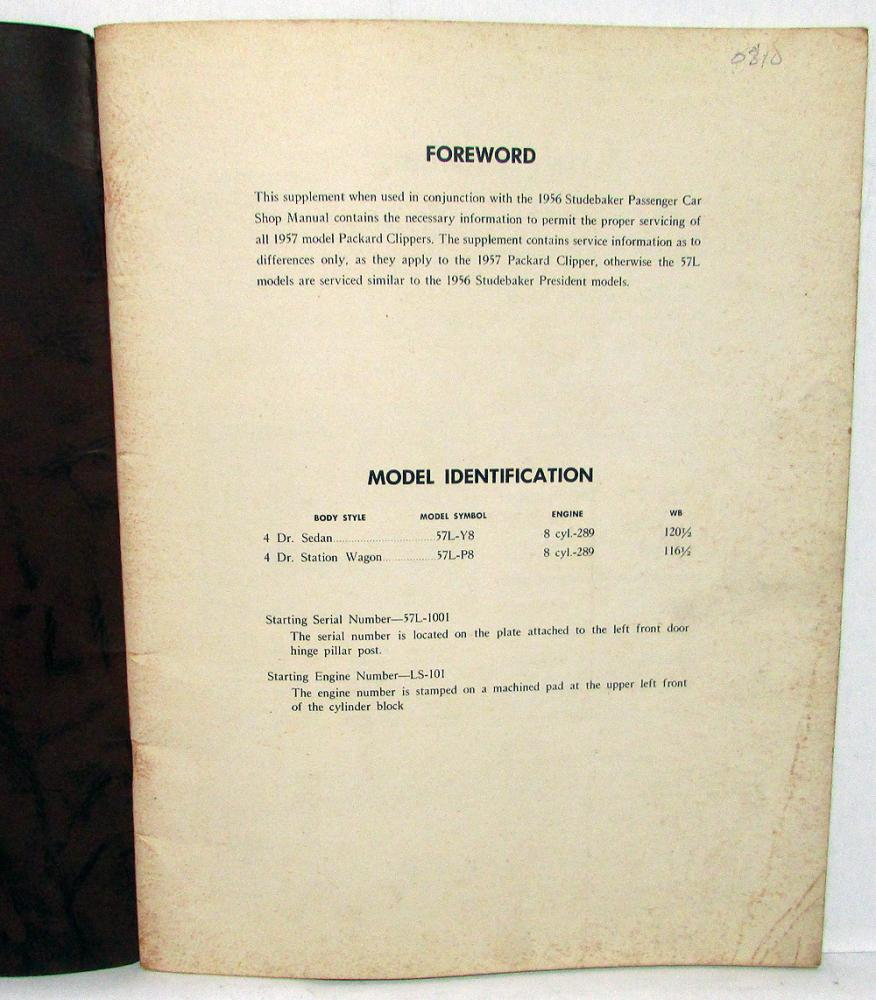 0810
FOREWORD
This supplement when used in conjunction with the 1956 Studebaker Passenger Car
Shop Manual contains the necessary information to permit the proper servicing of
all 1957 model Packard Clippers. The supplement contains service information as to
differences only, as they apply to the 1957 Packard Clipper, otherwise the 57L
models are serviced similar to the 1956 Studebaker President models.
MODEL IDENTIFICATION
BODY STYLE MODEL SYMBOL ENGINE WB
4 Dr. Sedan 57L-Y8 8 cyl.-289 120½
4 Dr. Station Wagon 57L-P8 8 cyl.-289 116½
Starting Serial Number—57L-1001
The serial number is located on the plate attached to the left front door
hinge pillar post.
Starting Engine Number—LS-101
The engine number is stamped on a machined pad at the upper left front
of the cylinder block